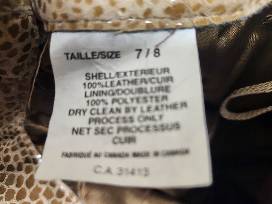 TAILLE/SIZE 7/8
SHELL/EXTERIEUR
100%LEATHER/CUIR
LINING/DOUBLURE
100% POLYESTER
DRY CLEAN BY LEATHER
PROCESS ONLY
NET SEC PROCESSUS
CUIR
FABRIQUÉ AU CANADA MADE IN CANADA
C.A. 31413